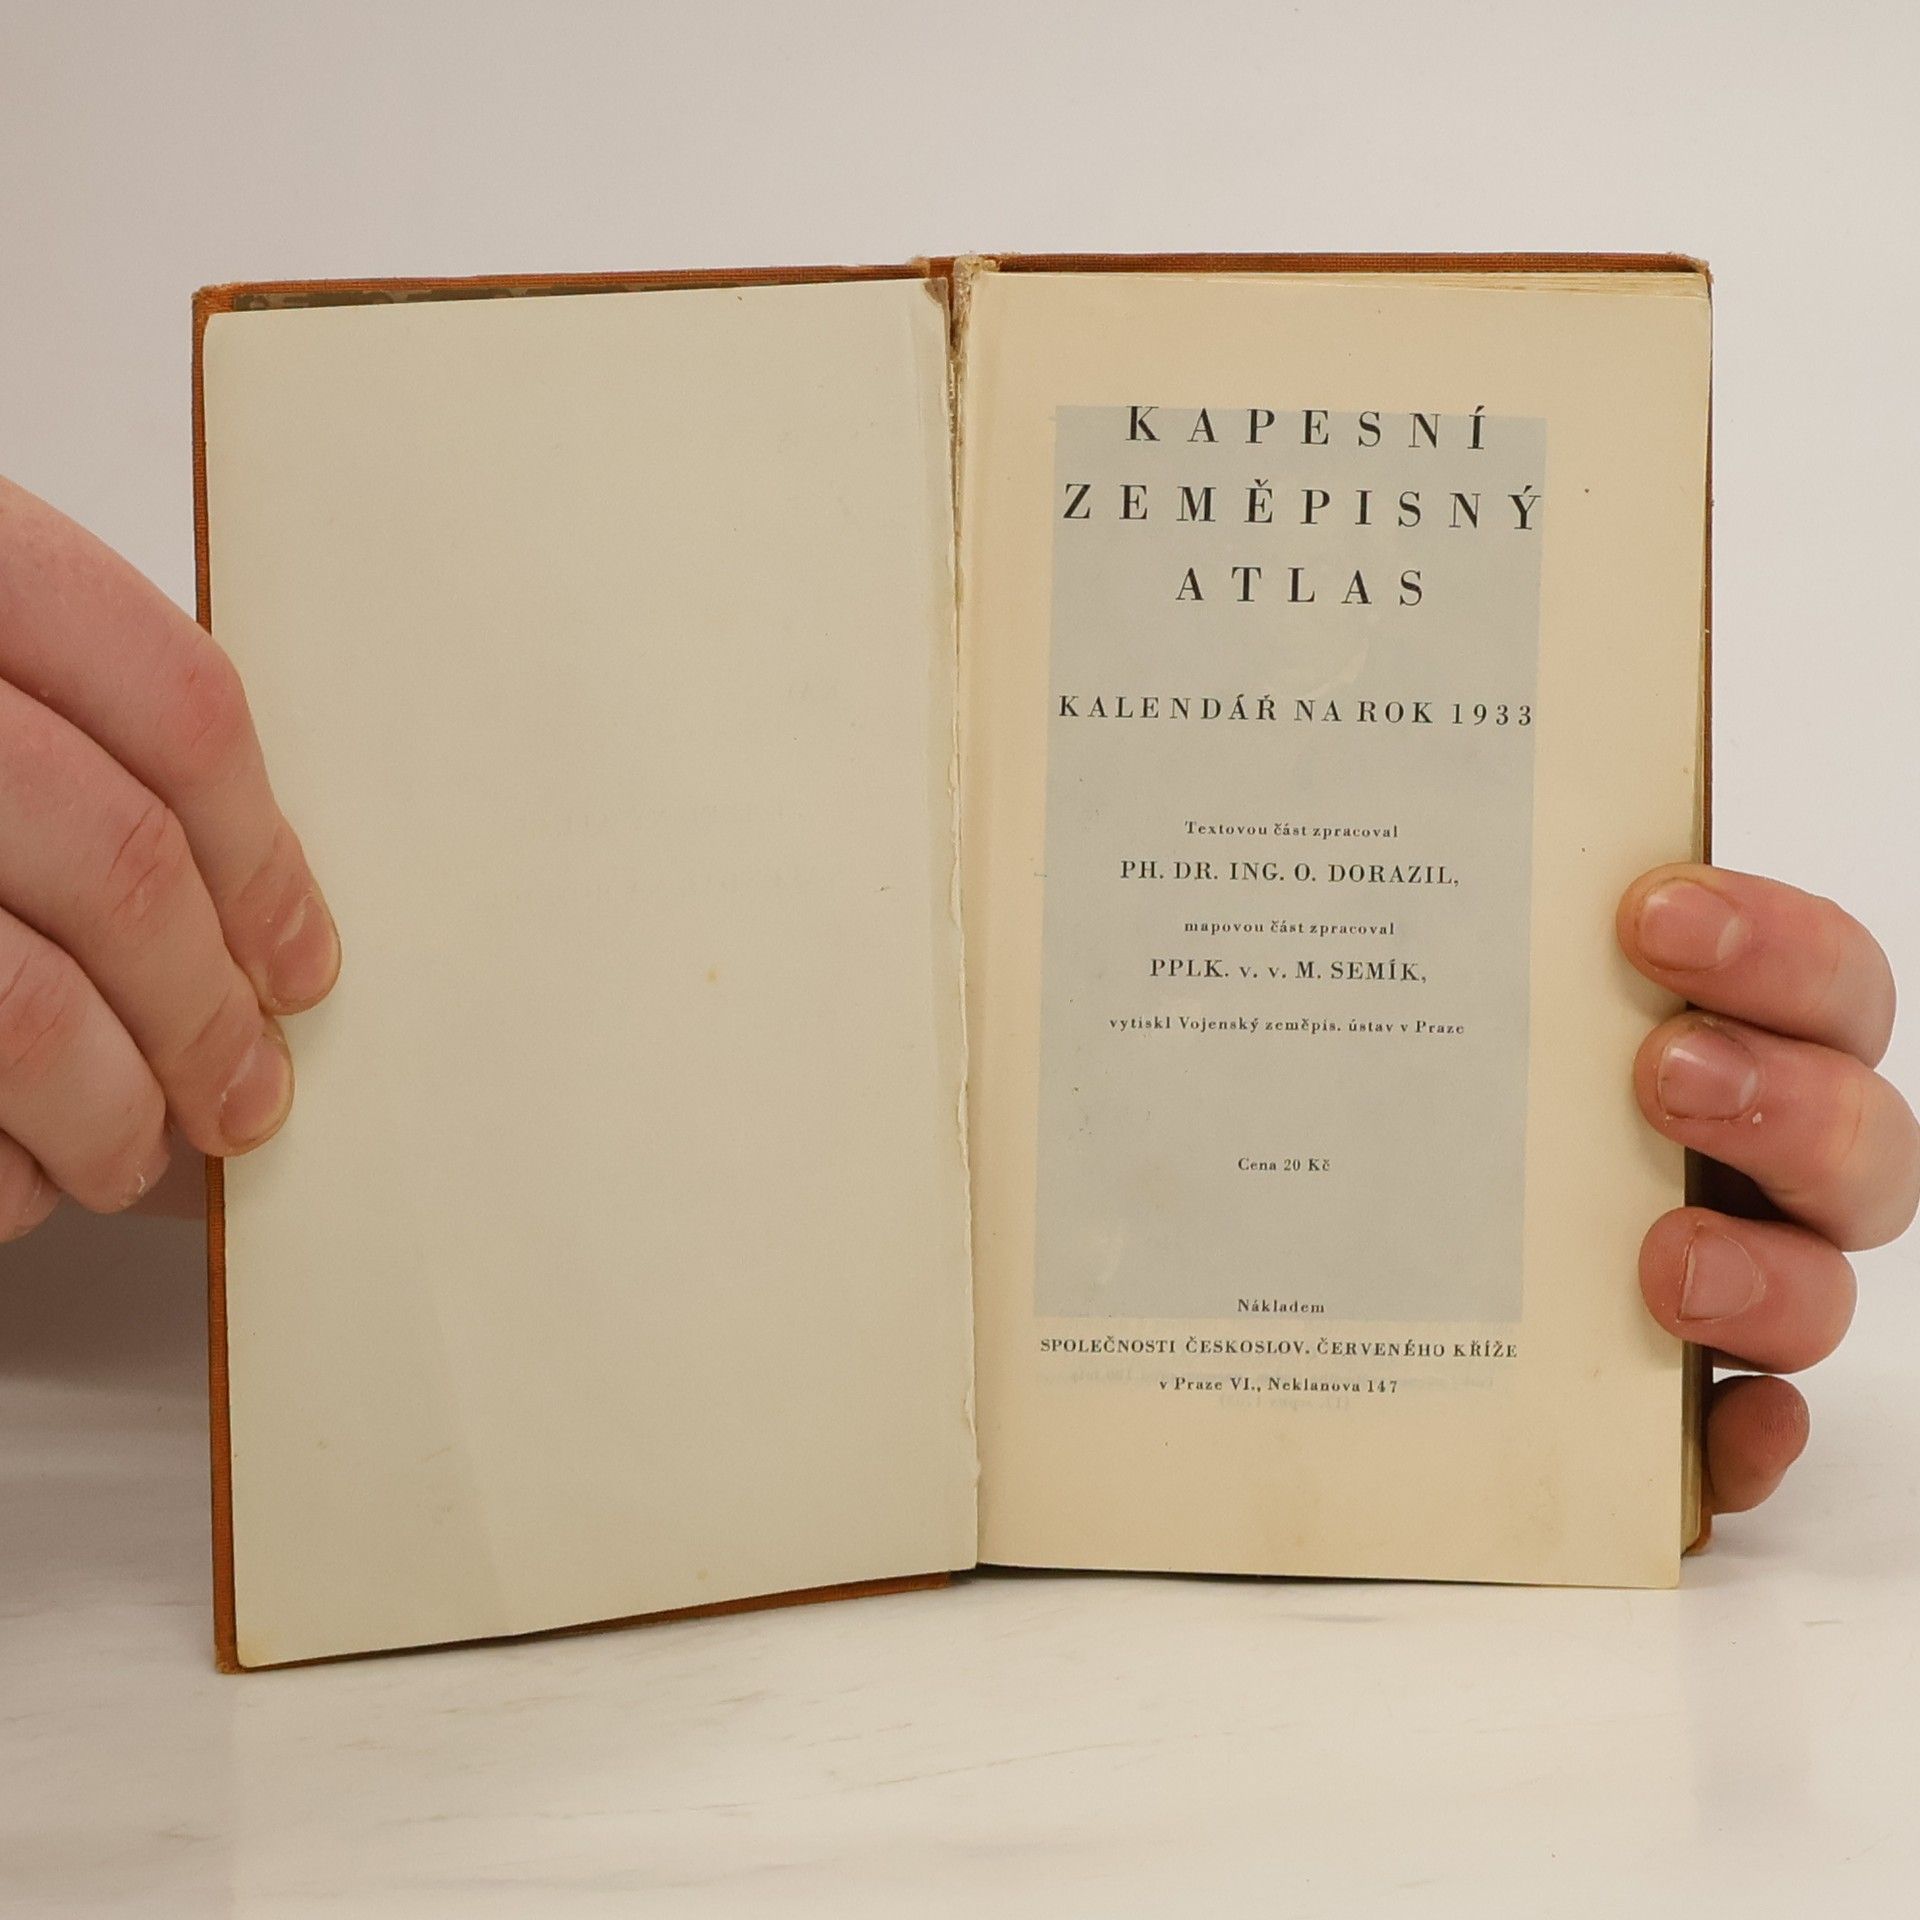 KAPESNÍ
ZEMĚPISNÝ
ATLAS
KALENDÁŘ NA ROK 1933
Textovou část zpracoval
PH. DR. ING. O. DORAZIL,
mapovou část zpracoval
PPLK. v. v. M. SEMÍK,
vytiskl Vojenský zeměpis. ústav v Praze
Cena 20 Kč
Nákladem
SPOLEČNOSTI ČESKOSLOV. ČERVENÉHO KŘÍŽE
v Praze VI., Neklanova 147